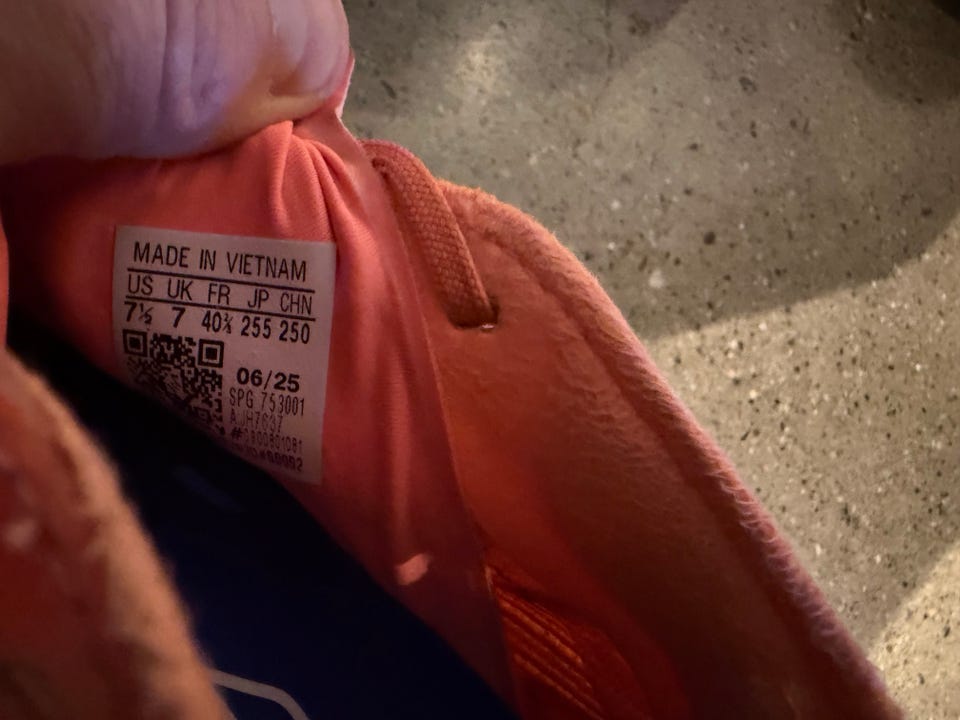 MADE IN VIETNAM
US UK FR JP CHN
7½ 7 40⅔ 255 250
06/25
SPG 753001